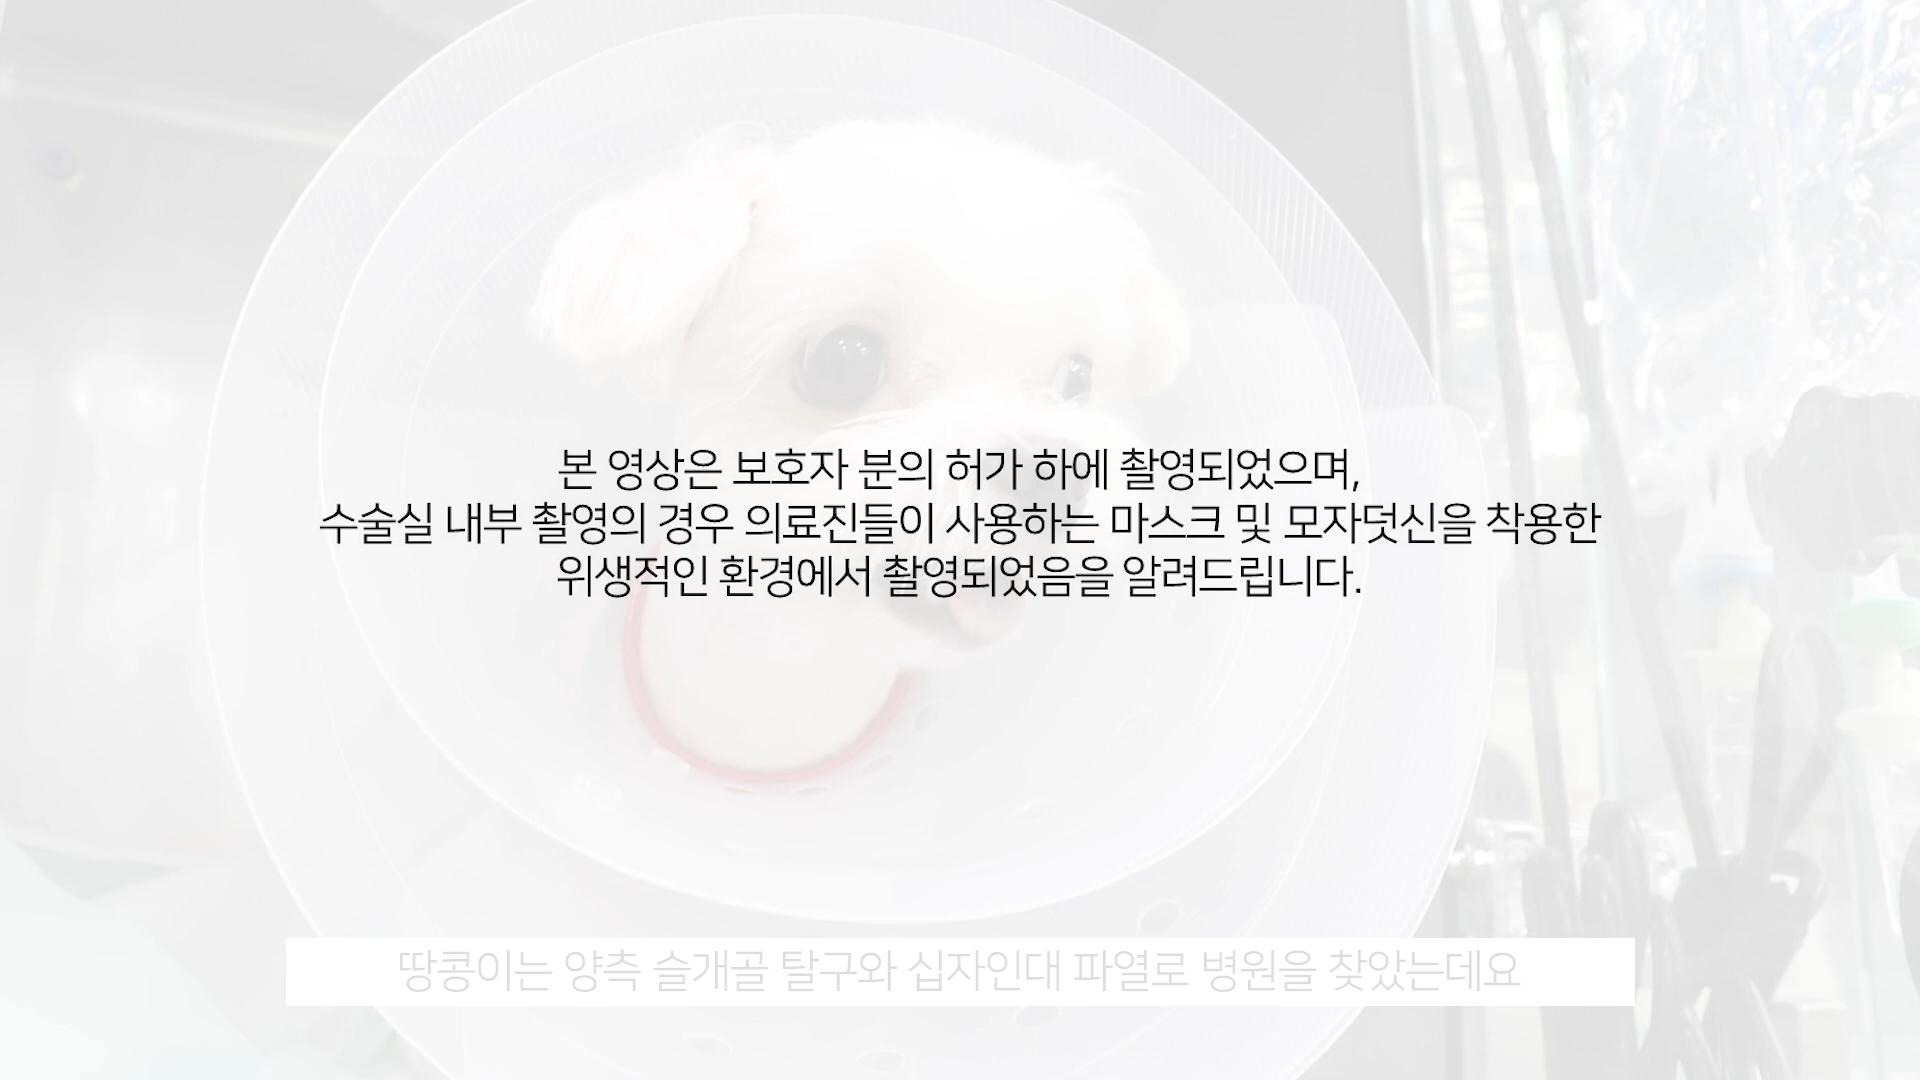 본 영상은 보호자 분의 허가 하에 촬영되었으며,
수술실 내부 촬영의 경우 의료진들이 사용하는 마스크 및 모자덧신을 착용한
위생적인 환경에서 촬영되었음을 알려드립니다.
땅콩이는 양측 슬개골 탈구와 십자인대 파열로 병원을 찾았는데요